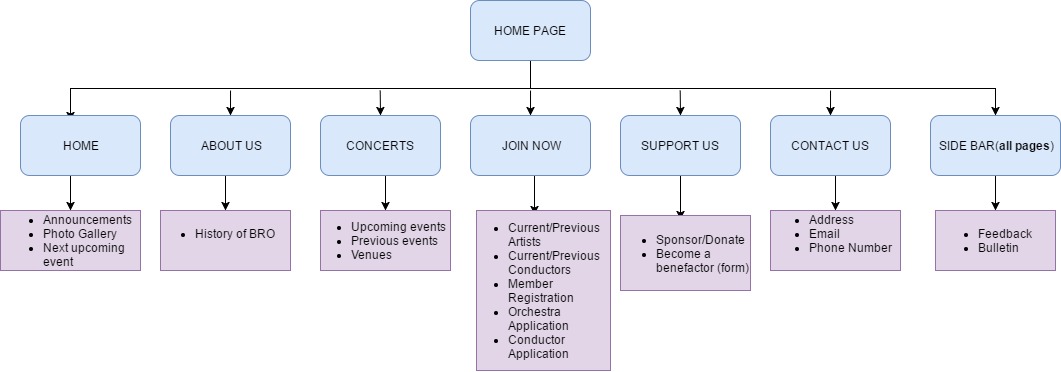 HOME PAGE
HOME
ABOUT US
CONCERTS
JOIN NOW
SUPPORT US
CONTACT US
SIDE BAR(all pages)
• Announcements
• Photo Gallery
• Next upcoming
event
• History of BRO
• Upcoming events
• Previous events
• Venues
• Current/Previous
Artists
• Current/Previous
Conductors
• Member
Registration
• Orchestra
Application
• Conductor
Application
• Sponsor/Donate
• Become a
benefactor (form)
• Address
• Email
• Phone Number
• Feedback
• Bulletin